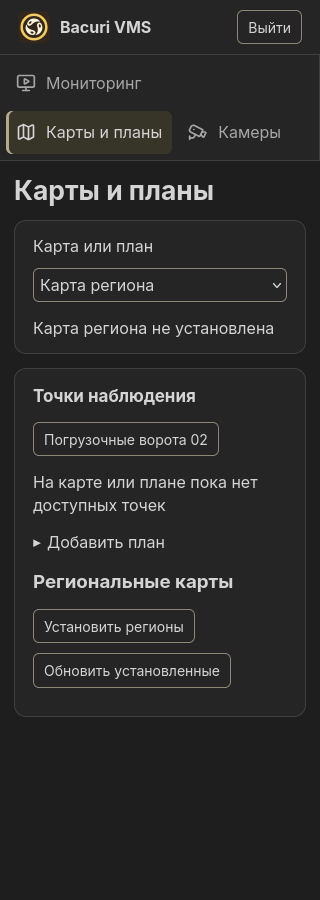 Bacuri VMS
Выйти
Мониторинг
Карты и планы
Камеры
Карты и планы
Карта или план
Карта региона
Карта региона не установлена
Точки наблюдения
Погрузочные ворота 02
На карте или плане пока нет
доступных точек
Добавить план
Региональные карты
Установить регионы
Обновить установленные